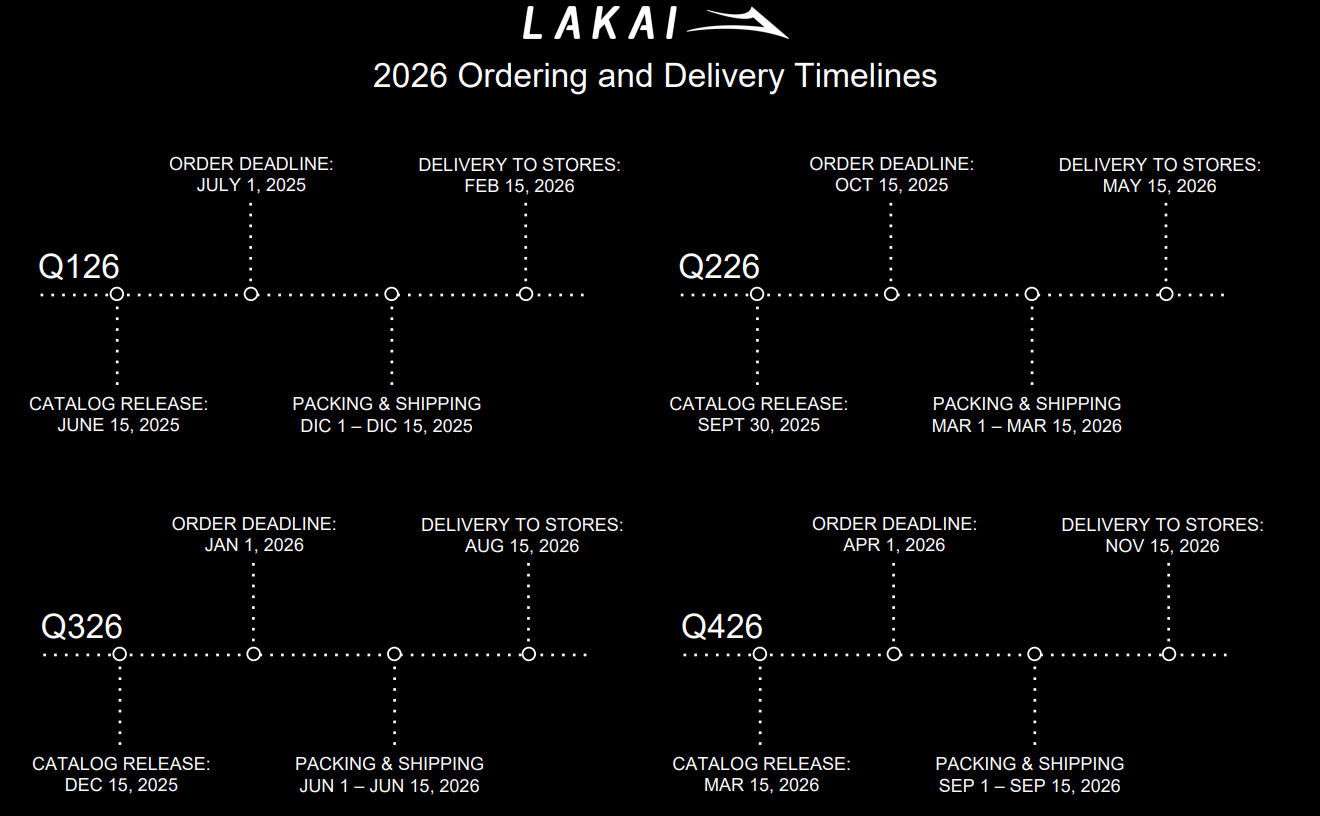 LAKAI
2026 Ordering and Delivery Timelines
ORDER DEADLINE:
JULY 1, 2025
DELIVERY TO STORES:
FEB 15, 2026
Q126
CATALOG RELEASE:
JUNE 15, 2025
PACKING & SHIPPING
DIC 1 – DIC 15, 2025
ORDER DEADLINE:
OCT 15, 2025
DELIVERY TO STORES:
MAY 15, 2026
Q226
CATALOG RELEASE:
SEPT 30, 2025
PACKING & SHIPPING
MAR 1 – MAR 15, 2026
ORDER DEADLINE:
JAN 1, 2026
DELIVERY TO STORES:
AUG 15, 2026
Q326
CATALOG RELEASE:
DEC 15, 2025
PACKING & SHIPPING
JUN 1 – JUN 15, 2026
ORDER DEADLINE:
APR 1, 2026
DELIVERY TO STORES:
NOV 15, 2026
Q426
CATALOG RELEASE:
MAR 15, 2026
PACKING & SHIPPING
SEP 1 – SEP 15, 2026